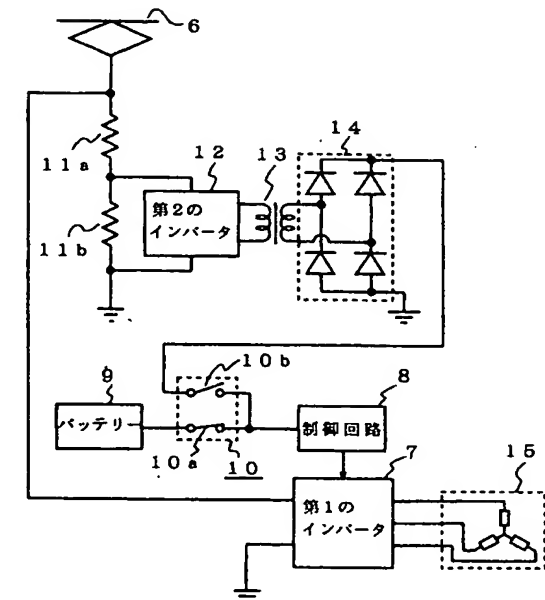 6
11a
12
13
14
第2の
インバータ
11b
10b
9
8
バッテリー
制御回路
10a
10
7
15
第1の
インバータ